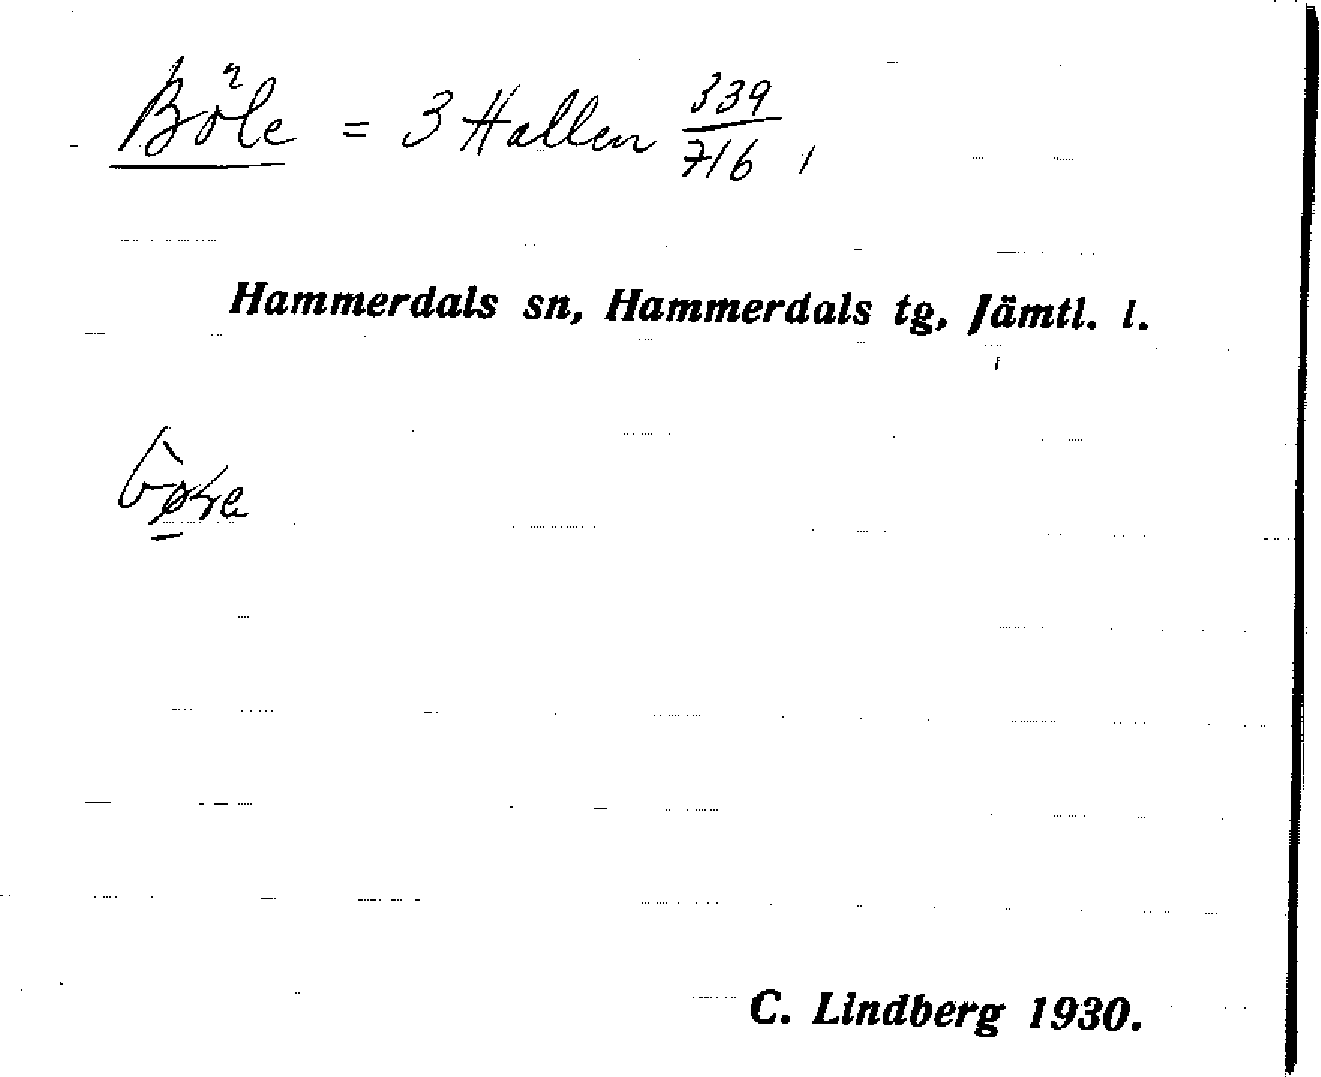 Böle = 3 Hallen 339/716,
Hammerdals sn, Hammerdals tg, Jämtl. l.
C. Lindberg 1930.